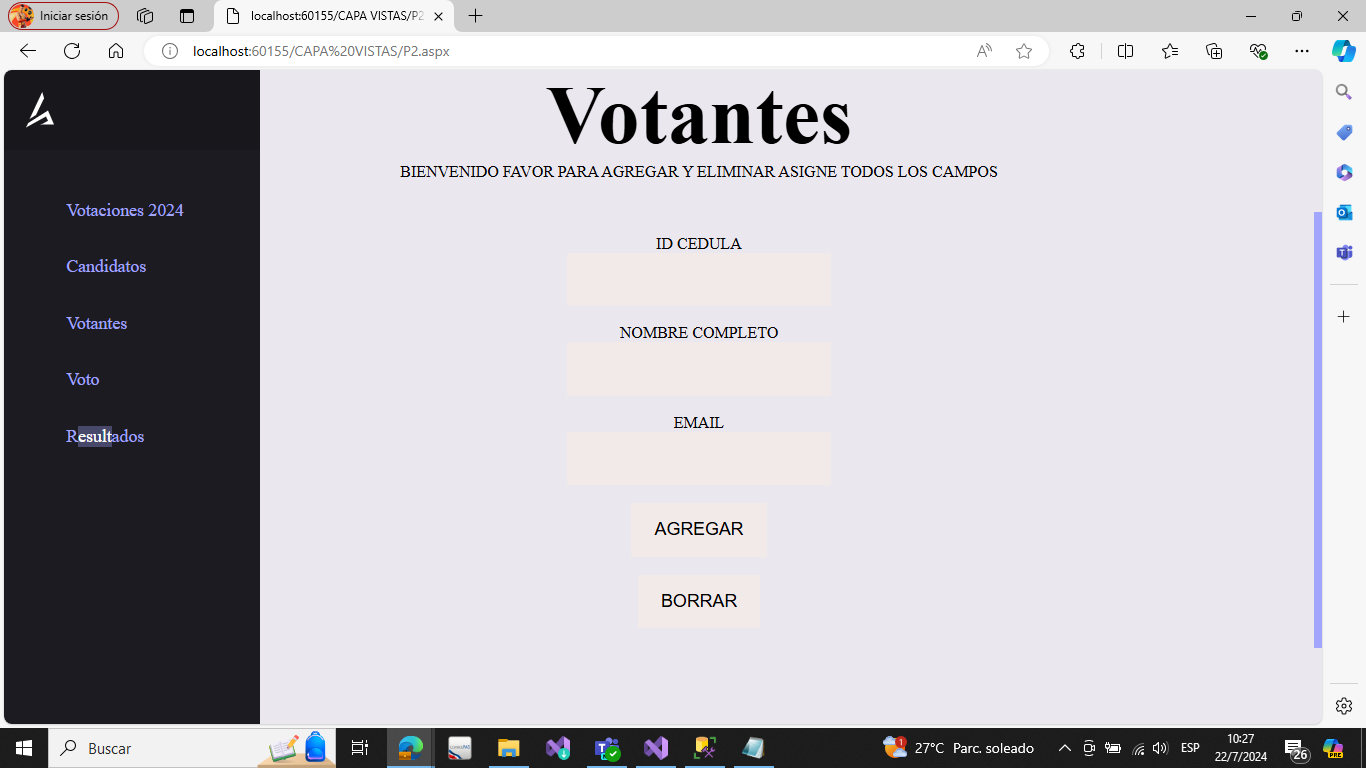 Iniciar sesión
localhost:60155/CAPA VISTAS/P2
localhost:60155/CAPA%20VISTAS/P2.aspx
Votaciones 2024
Candidatos
Votantes
Voto
Resultados
Votantes
BIENVENIDO FAVOR PARA AGREGAR Y ELIMINAR ASIGNE TODOS LOS CAMPOS
ID CEDULA
NOMBRE COMPLETO
EMAIL
AGREGAR
BORRAR
Buscar
1
27°C Parc. soleado
ESP
10:27
22/7/2024
26
PRE